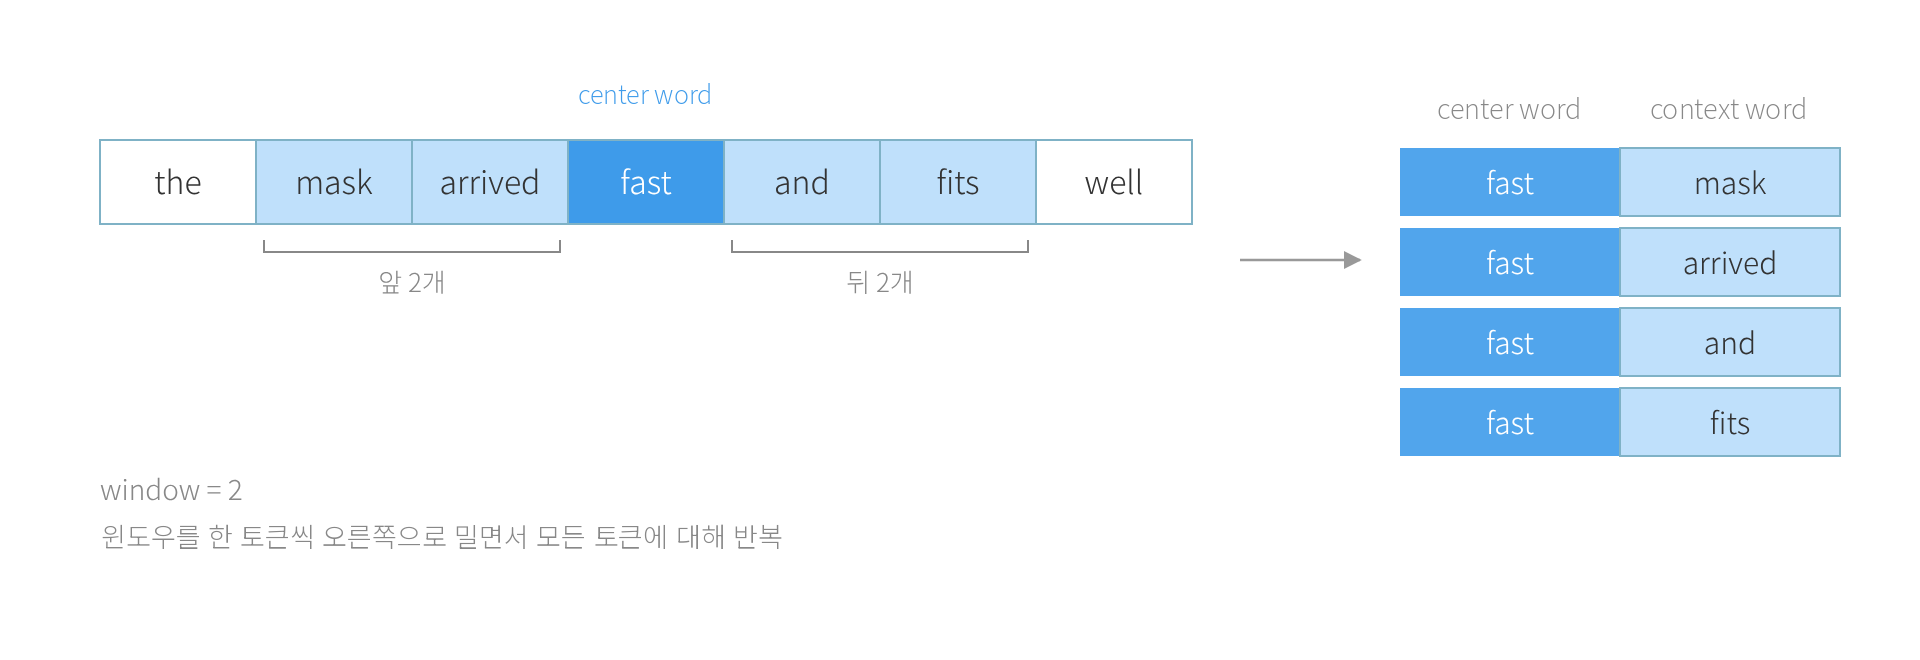 center word
the mask arrived fast and fits well
앞 2개 뒤 2개
center word context word
fast mask
fast arrived
fast and
fast fits
window = 2
윈도우를 한 토큰씩 오른쪽으로 밀면서 모든 토큰에 대해 반복